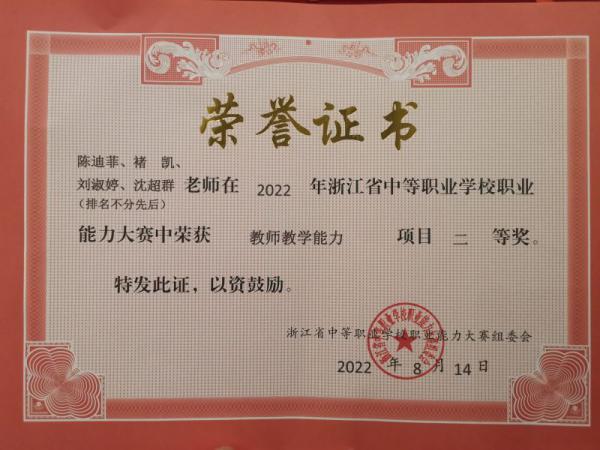 荣誉证书
陈迪菲、褚 凯、
刘淑婷、沈超群 老师在 2022 年浙江省中等职业学校职业
（排名不分先后）
能力大赛中荣获 教师教学能力 项目 二 等奖。
特发此证，以资鼓励。
浙江省中等职业学校职业能力大赛组委会
2022 年 8 月 14 日